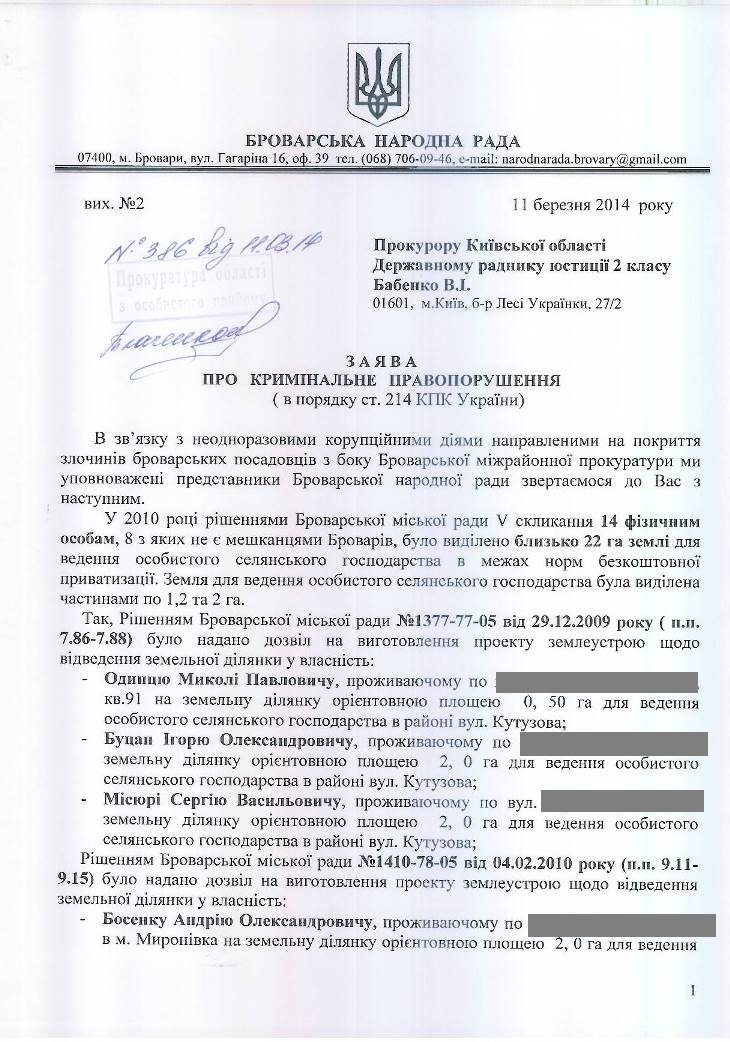 БРОВАРСЬКА НАРОДНА РАДА
07400, м. Бровари, вул. Гагаріна 16, оф. 39 тел. (068) 706-09-46, e-mail: narodnarada.brovary@gmail.com
вих. №2
11 березня 2014 року
№ 386 від 11.03.14
Прокуратура області
з особистого прийому
Прокурору Київської області
Державному раднику юстиції 2 класу
Бабенко В.І.
01601, м.Київ, б-р Лесі Українки, 27/2
З А Я В А
ПРО КРИМІНАЛЬНЕ ПРАВОПОРУШЕННЯ
( в порядку ст. 214 КПК України)
В зв’язку з неодноразовими корупційними діями направленими на покриття
злочинів броварських посадовців з боку Броварської міжрайонної прокуратури ми
уповноважені представники Броварської народної ради звертаємося до Вас з
наступним.
У 2010 році рішеннями Броварської міської ради V скликання 14 фізичним
особам, 8 з яких не є мешканцями Броварів, було виділено близько 22 га землі для
ведення особистого селянського господарства в межах норм безкоштовної
приватизації. Земля для ведення особистого селянського господарства була виділена
частинами по 1,2 та 2 га.
Так, Рішенням Броварської міської ради №1377-77-05 від 29.12.2009 року ( п.п.
7.86-7.88) було надано дозвіл на виготовлення проекту землеустрою щодо
відведення земельної ділянки у власність:
- Одинцю Миколі Павловичу, проживаючому по
кв.91 на земельну ділянку орієнтовною площею 0, 50 га для ведення
особистого селянського господарства в районі вул. Кутузова;
- Буцан Ігорю Олександровичу, проживаючому по
земельну ділянку орієнтовною площею 2, 0 га для ведення особистого
селянського господарства в районі вул. Кутузова;
- Місюрі Сергію Васильовичу, проживаючому по вул.
земельну ділянку орієнтовною площею 2, 0 га для ведення особистого
селянського господарства в районі вул. Кутузова;
Рішенням Броварської міської ради №1410-78-05 від 04.02.2010 року (п.п. 9.11-
9.15) було надано дозвіл на виготовлення проекту землеустрою щодо відведення
земельної ділянки у власність:
- Босенку Андрію Олександровичу, проживаючому по
в м. Миронівка на земельну ділянку орієнтовною площею 2, 0 га для ведення
1